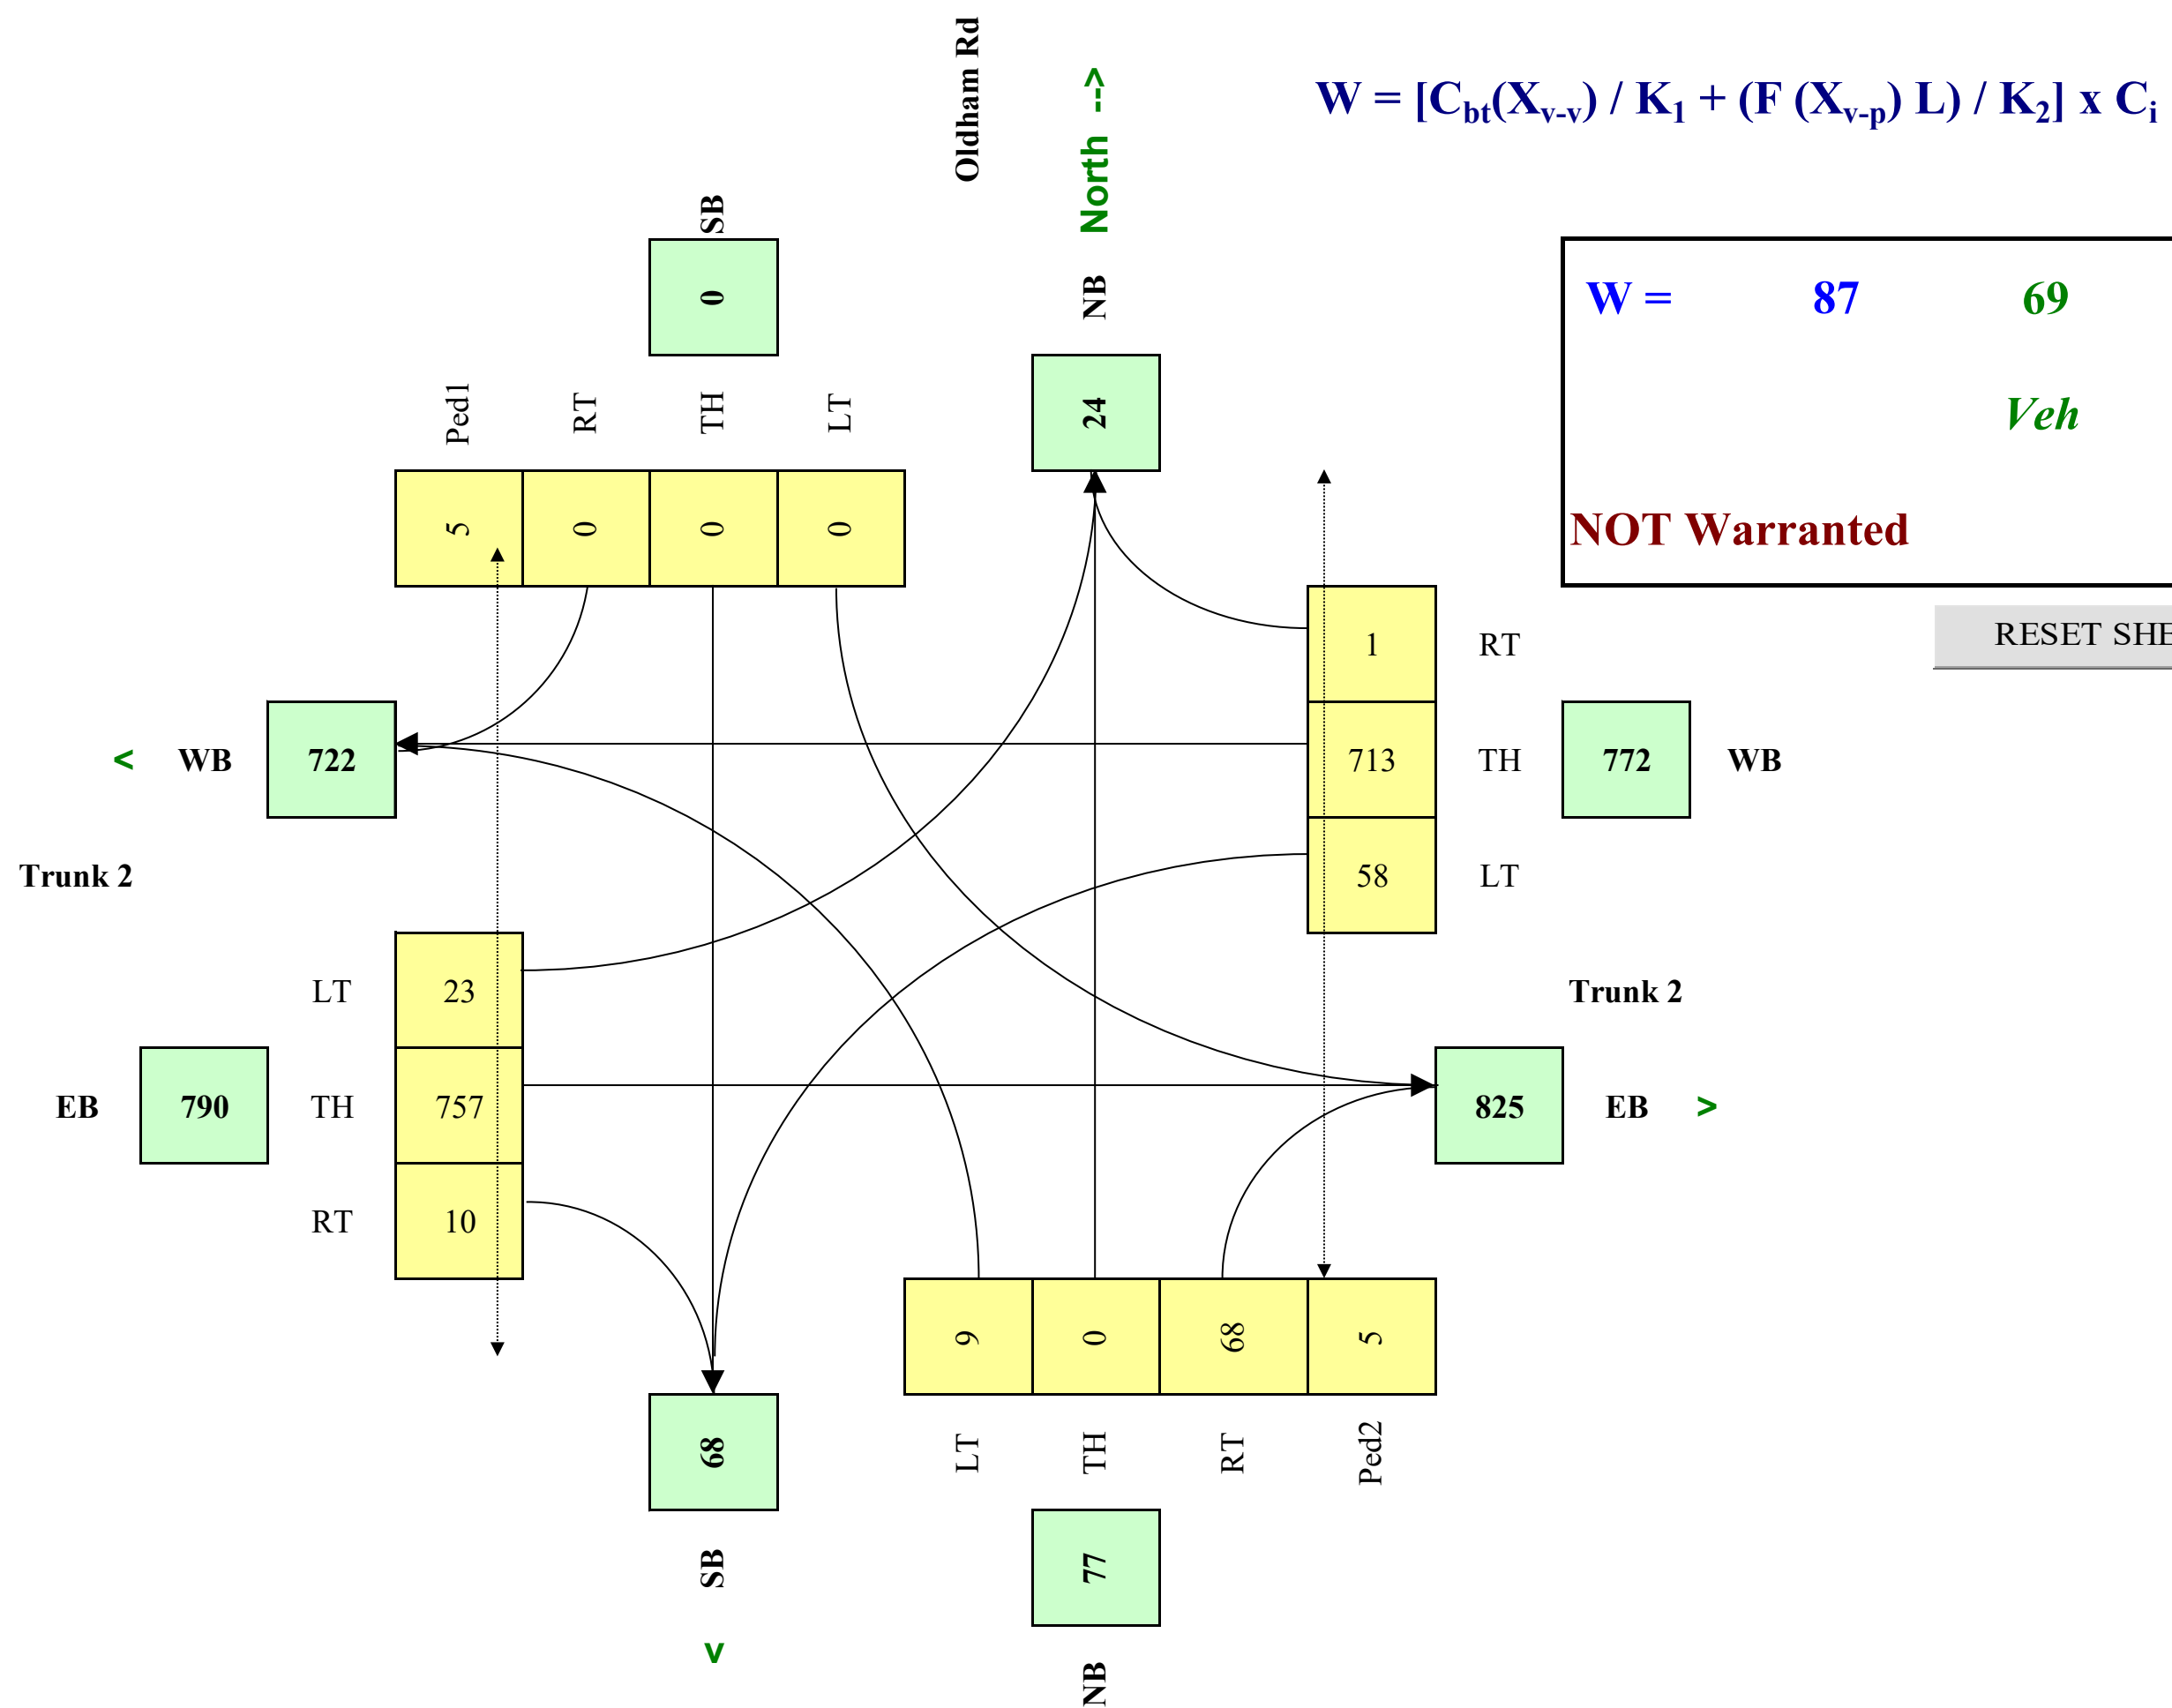 Oldham Rd
North -->
W = [Cbt(Xv-v) / K1 + (F (Xv-p) L) / K2] x Ci
SB
0
NB
24
W = 87 69
Veh
NOT Warranted
RESET SHE
Ped1 RT TH LT
5 0 0 0
1 RT
< WB 722
713 TH 772 WB
Trunk 2
58 LT
LT 23
Trunk 2
EB 790 TH 757
825 EB >
RT 10
9 0 68 5
68
LT TH RT Ped2
SB
77
<
NB